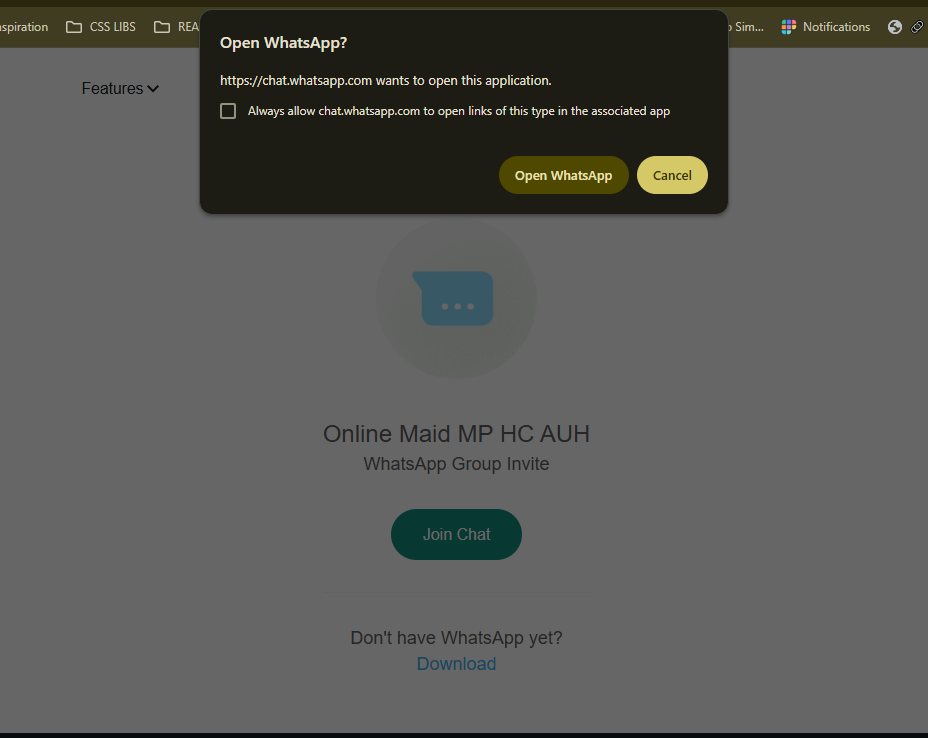 spiration
CSS LIBS
REA
Sim...
Notifications
Open WhatsApp?
https://chat.whatsapp.com wants to open this application.
Always allow chat.whatsapp.com to open links of this type in the associated app
Open WhatsApp
Cancel
Features
Online Maid MP HC AUH
WhatsApp Group Invite
Join Chat
Don't have WhatsApp yet?
Download